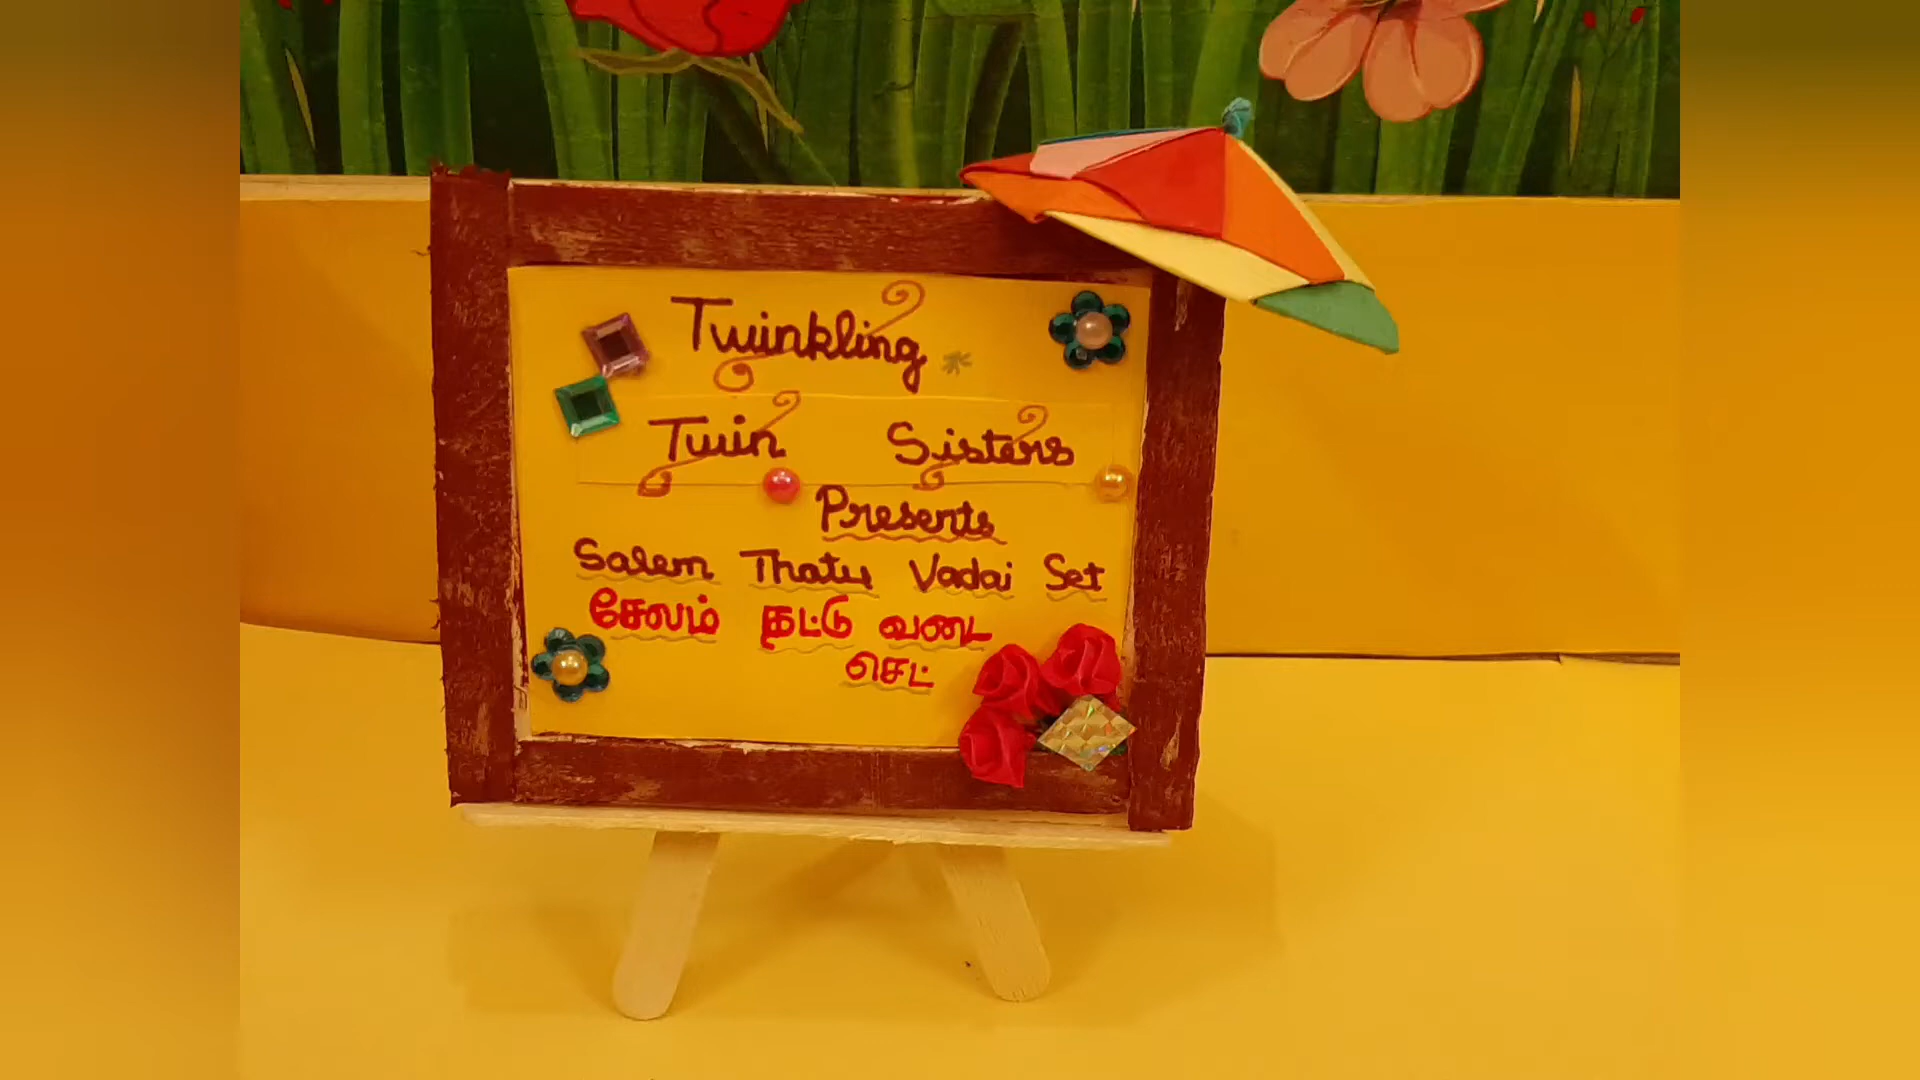 Twinkling
Twin Sisters
Presents
Salem Thatu Vadai Set
சேலம் தட்டு வடை
செட்